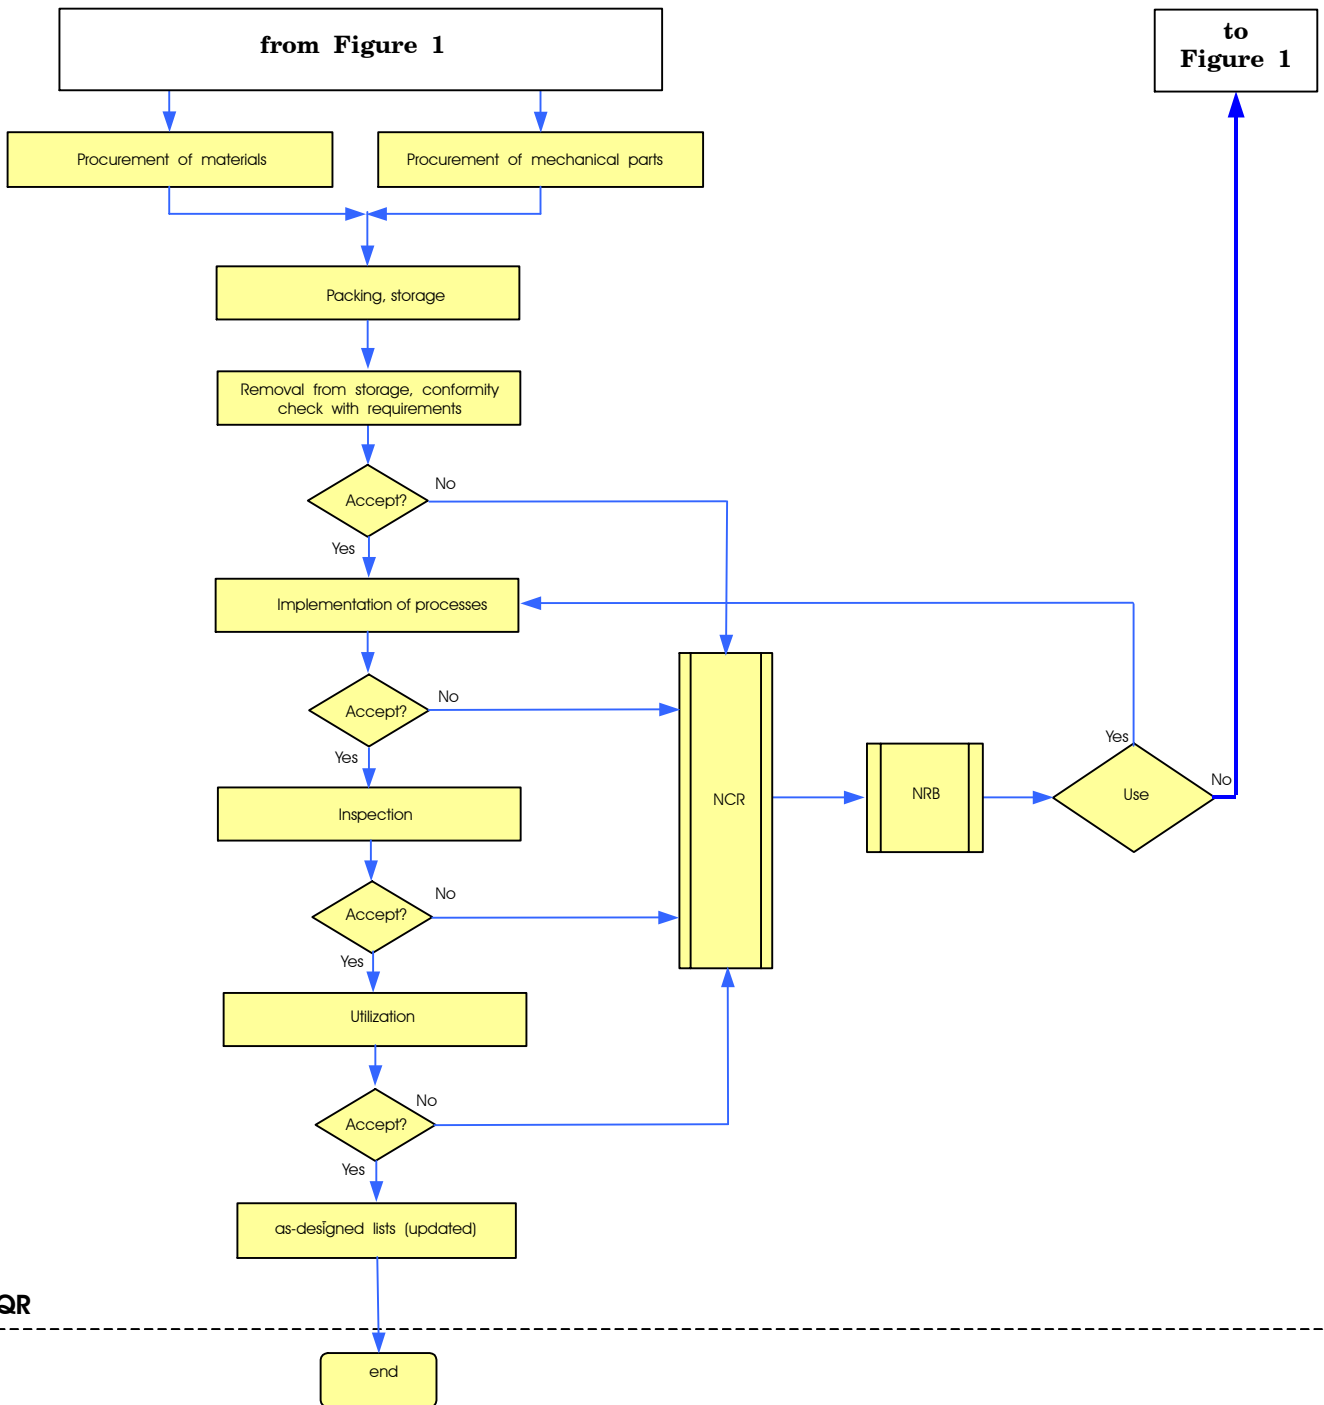 from Figure 1
to
Figure 1
Procurement of materials
Procurement of mechanical parts
Packing, storage
Removal from storage, conformity
check with requirements
Accept?
No
Yes
Implementation of processes
Accept?
No
Yes
Inspection
Accept?
No
Yes
Utilization
Accept?
No
Yes
NCR
NRB
Use
Yes
No
as-designed lists (updated)
QR
end